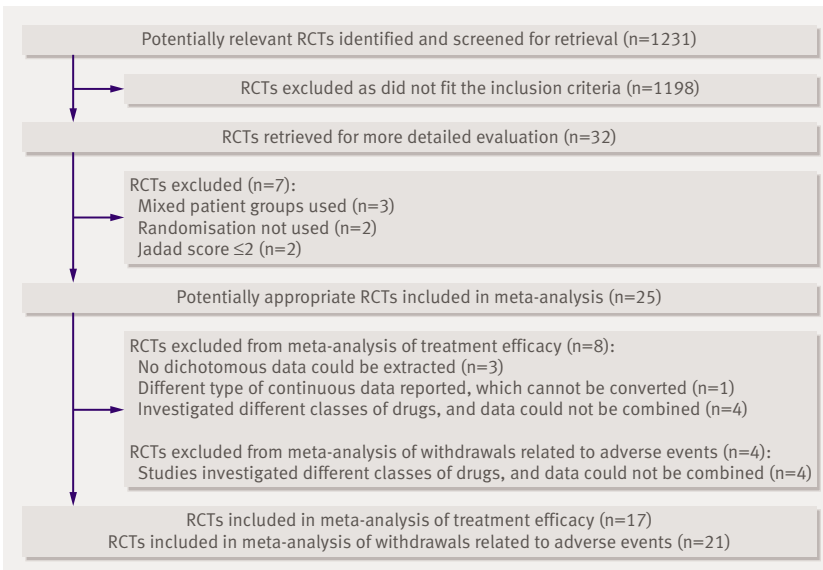 Potentially relevant RCTs identified and screened for retrieval (n=1231)
RCTs excluded as did not fit the inclusion criteria (n=1198)
RCTs retrieved for more detailed evaluation (n=32)
RCTs excluded (n=7):
Mixed patient groups used (n=3)
Randomisation not used (n=2)
Jadad score ≤2 (n=2)
Potentially appropriate RCTs included in meta-analysis (n=25)
RCTs excluded from meta-analysis of treatment efficacy (n=8):
No dichotomous data could be extracted (n=3)
Different type of continuous data reported, which cannot be converted (n=1)
Investigated different classes of drugs, and data could not be combined (n=4)
RCTs excluded from meta-analysis of withdrawals related to adverse events (n=4):
Studies investigated different classes of drugs, and data could not be combined (n=4)
RCTs included in meta-analysis of treatment efficacy (n=17)
RCTs included in meta-analysis of withdrawals related to adverse events (n=21)